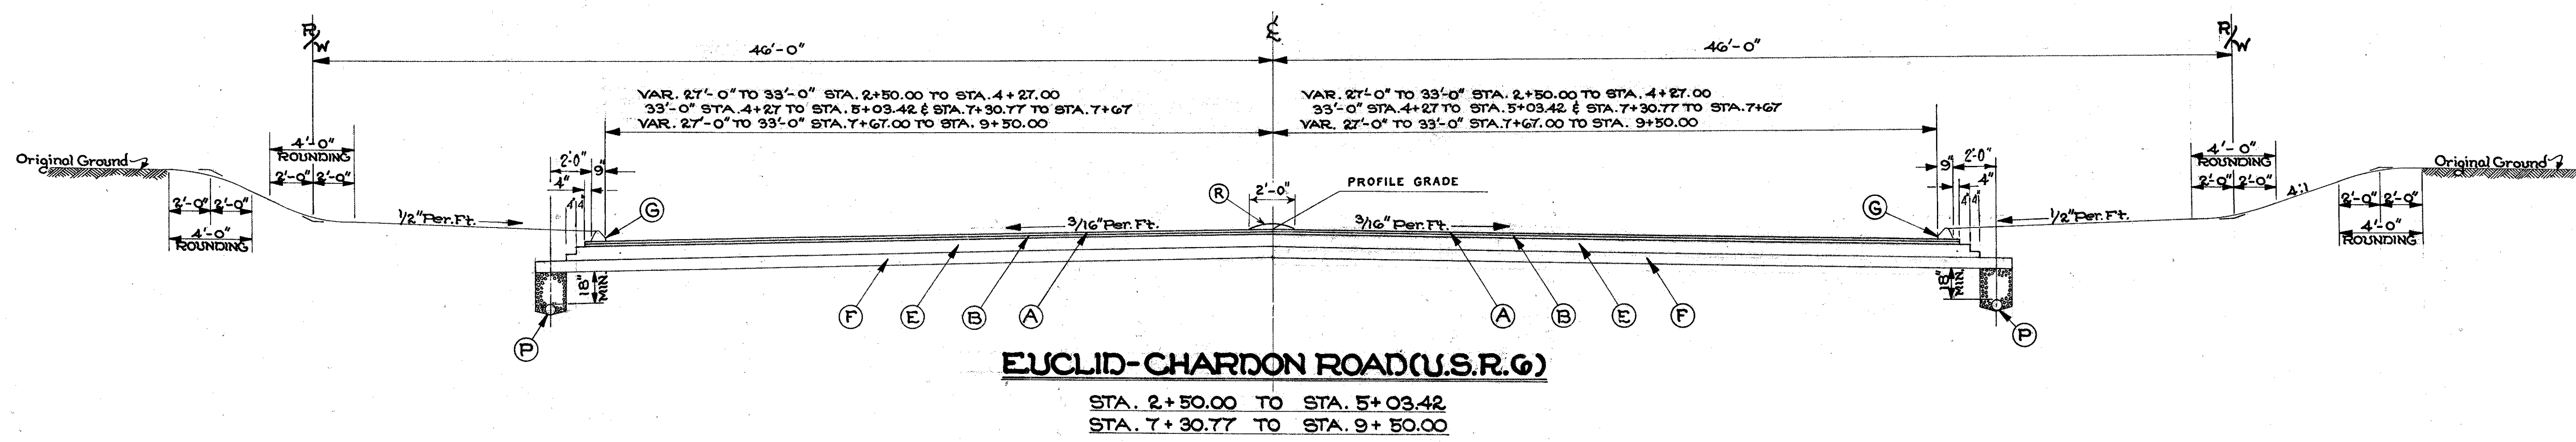 R/W
℄
R/W
46'-0"
46'-0"
VAR. 27'-0" TO 33'-0" STA. 2+50.00 TO STA. 4+27.00
33'-0" STA. 4+27 TO STA. 5+03.42 & STA. 7+30.77 TO STA. 7+67
VAR. 27'-0" TO 33'-0" STA. 7+67.00 TO STA. 9+50.00
VAR. 27'-0" TO 33'-0" STA. 2+50.00 TO STA. 4+27.00
33'-0" STA. 4+27 TO STA. 5+03.42 & STA. 7+30.77 TO STA. 7+67
VAR. 27'-0" TO 33'-0" STA. 7+67.00 TO STA. 9+50.00
Original Ground
4'-0"
ROUNDING
2'-0" 2'-0"
2'-0" 2'-0"
4'-0"
ROUNDING
1/2" Per. Ft.
2'-0" 9"
4"
4" 4"
G
3/16" Per. Ft.
R
2'-0"
PROFILE GRADE
3/16" Per. Ft.
G
9" 2'-0"
4"
4" 4"
1/2" Per. Ft.
4'-0"
ROUNDING
2'-0" 2'-0"
4:1
Original Ground
2'-0" 2'-0"
4'-0"
ROUNDING
18" MIN.
P
F
E
B
A
A
B
E
F
18" MIN.
P
EUCLID-CHARDON ROAD (U.S.R.6)
STA. 2+50.00 TO STA. 5+03.42
STA. 7+30.77 TO STA. 9+50.00